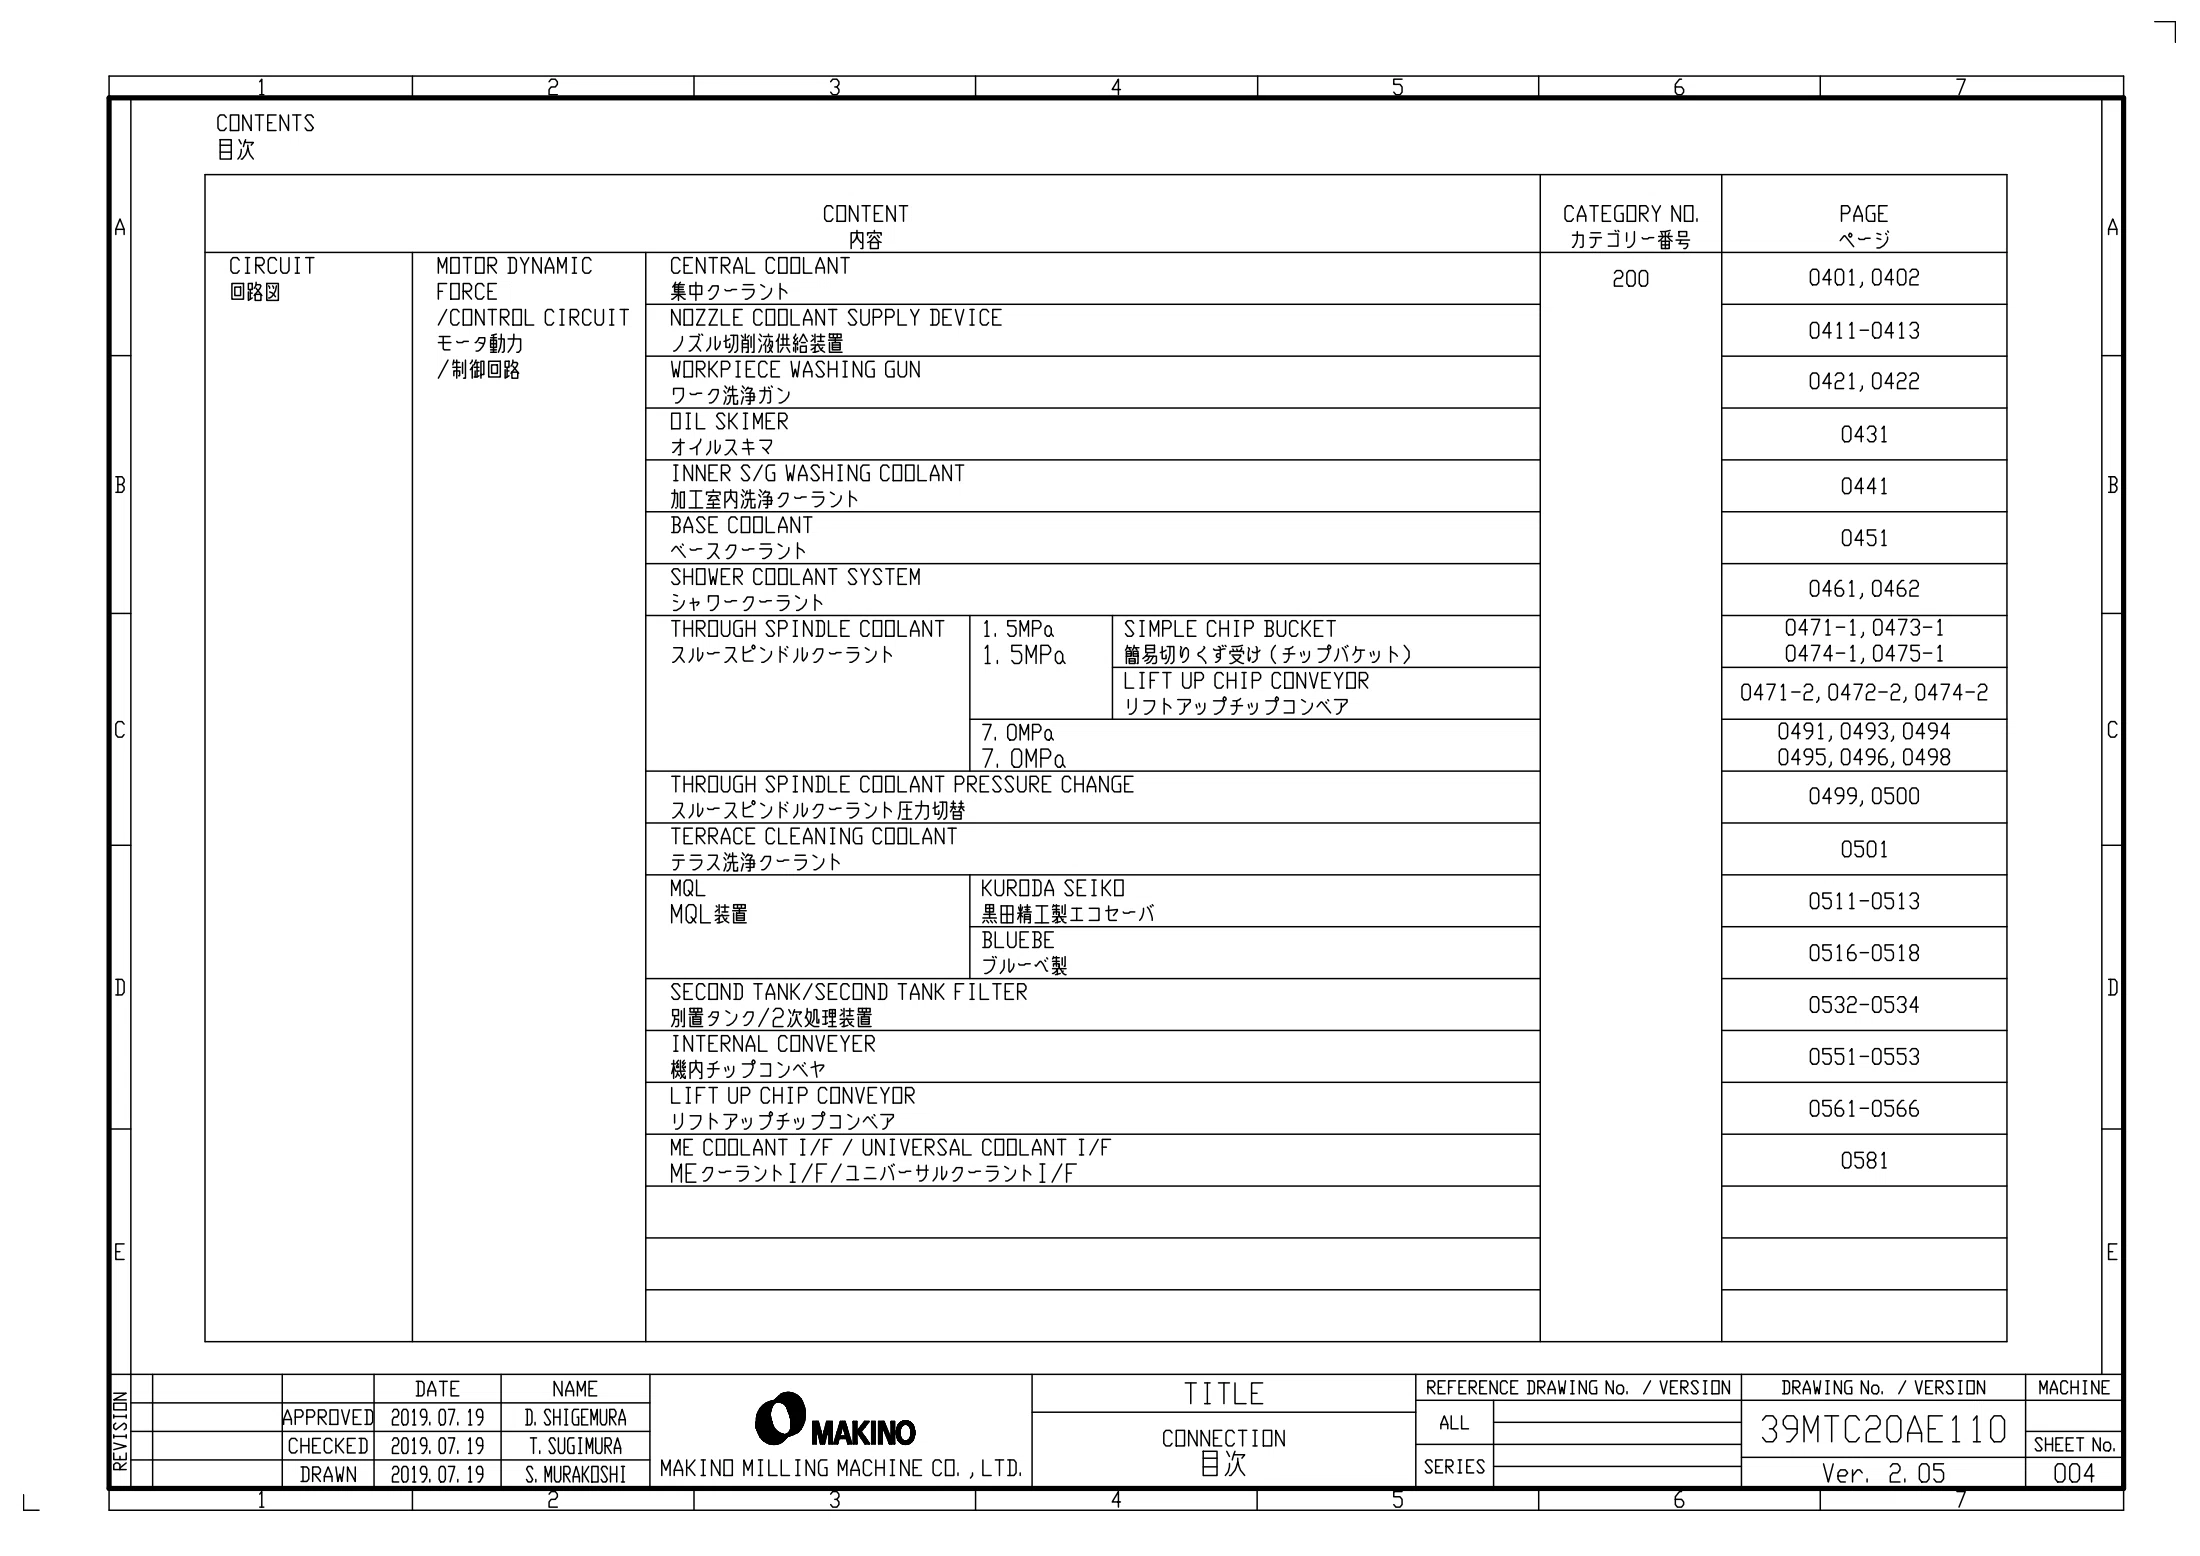 1 2 3 4 5 6 7
CONTENTS
目次
CONTENT
内容
CATEGORY NO.
カテゴリー番号
PAGE
ページ
CIRCUIT
回路図
MOTOR DYNAMIC
FORCE
/CONTROL CIRCUIT
モータ動力
/制御回路
CENTRAL COOLANT
集中クーラント
200
0401,0402
NOZZLE COOLANT SUPPLY DEVICE
ノズル切削液供給装置
0411-0413
WORKPIECE WASHING GUN
ワーク洗浄ガン
0421,0422
OIL SKIMER
オイルスキマ
0431
INNER S/G WASHING COOLANT
加工室内洗浄クーラント
0441
BASE COOLANT
ベースクーラント
0451
SHOWER COOLANT SYSTEM
シャワークーラント
0461,0462
THROUGH SPINDLE COOLANT
スルースピンドルクーラント
1.5MPa
1.5MPa
SIMPLE CHIP BUCKET
簡易切りくず受け(チップバケット)
0471-1,0473-1
0474-1,0475-1
LIFT UP CHIP CONVEYOR
リフトアップチップコンベア
0471-2,0472-2,0474-2
7.0MPa
7.0MPa
0491,0493,0494
0495,0496,0498
THROUGH SPINDLE COOLANT PRESSURE CHANGE
スルースピンドルクーラント圧力切替
0499,0500
TERRACE CLEANING COOLANT
テラス洗浄クーラント
0501
MQL
MQL装置
KURODA SEIKO
黒田精工製エコセーバ
0511-0513
BLUEBE
ブルーベ製
0516-0518
SECOND TANK/SECOND TANK FILTER
別置タンク/2次処理装置
0532-0534
INTERNAL CONVEYER
機内チップコンベヤ
0551-0553
LIFT UP CHIP CONVEYOR
リフトアップチップコンベア
0561-0566
ME COOLANT I/F / UNIVERSAL COOLANT I/F
MEクーラントI/F/ユニバーサルクーラントI/F
0581
A A
B B
C C
D D
E E
REVISION
DATE NAME
APPROVED 2019.07.19 D.SHIGEMURA
CHECKED 2019.07.19 T.SUGIMURA
DRAWN 2019.07.19 S.MURAKOSHI
MAKINO
MAKINO MILLING MACHINE CO.,LTD.
TITLE
CONNECTION
目次
REFERENCE DRAWING No. / VERSION
ALL
SERIES
DRAWING No. / VERSION
39MTC20AE110
Ver. 2.05
MACHINE
SHEET No.
004
1 2 3 4 5 6 7